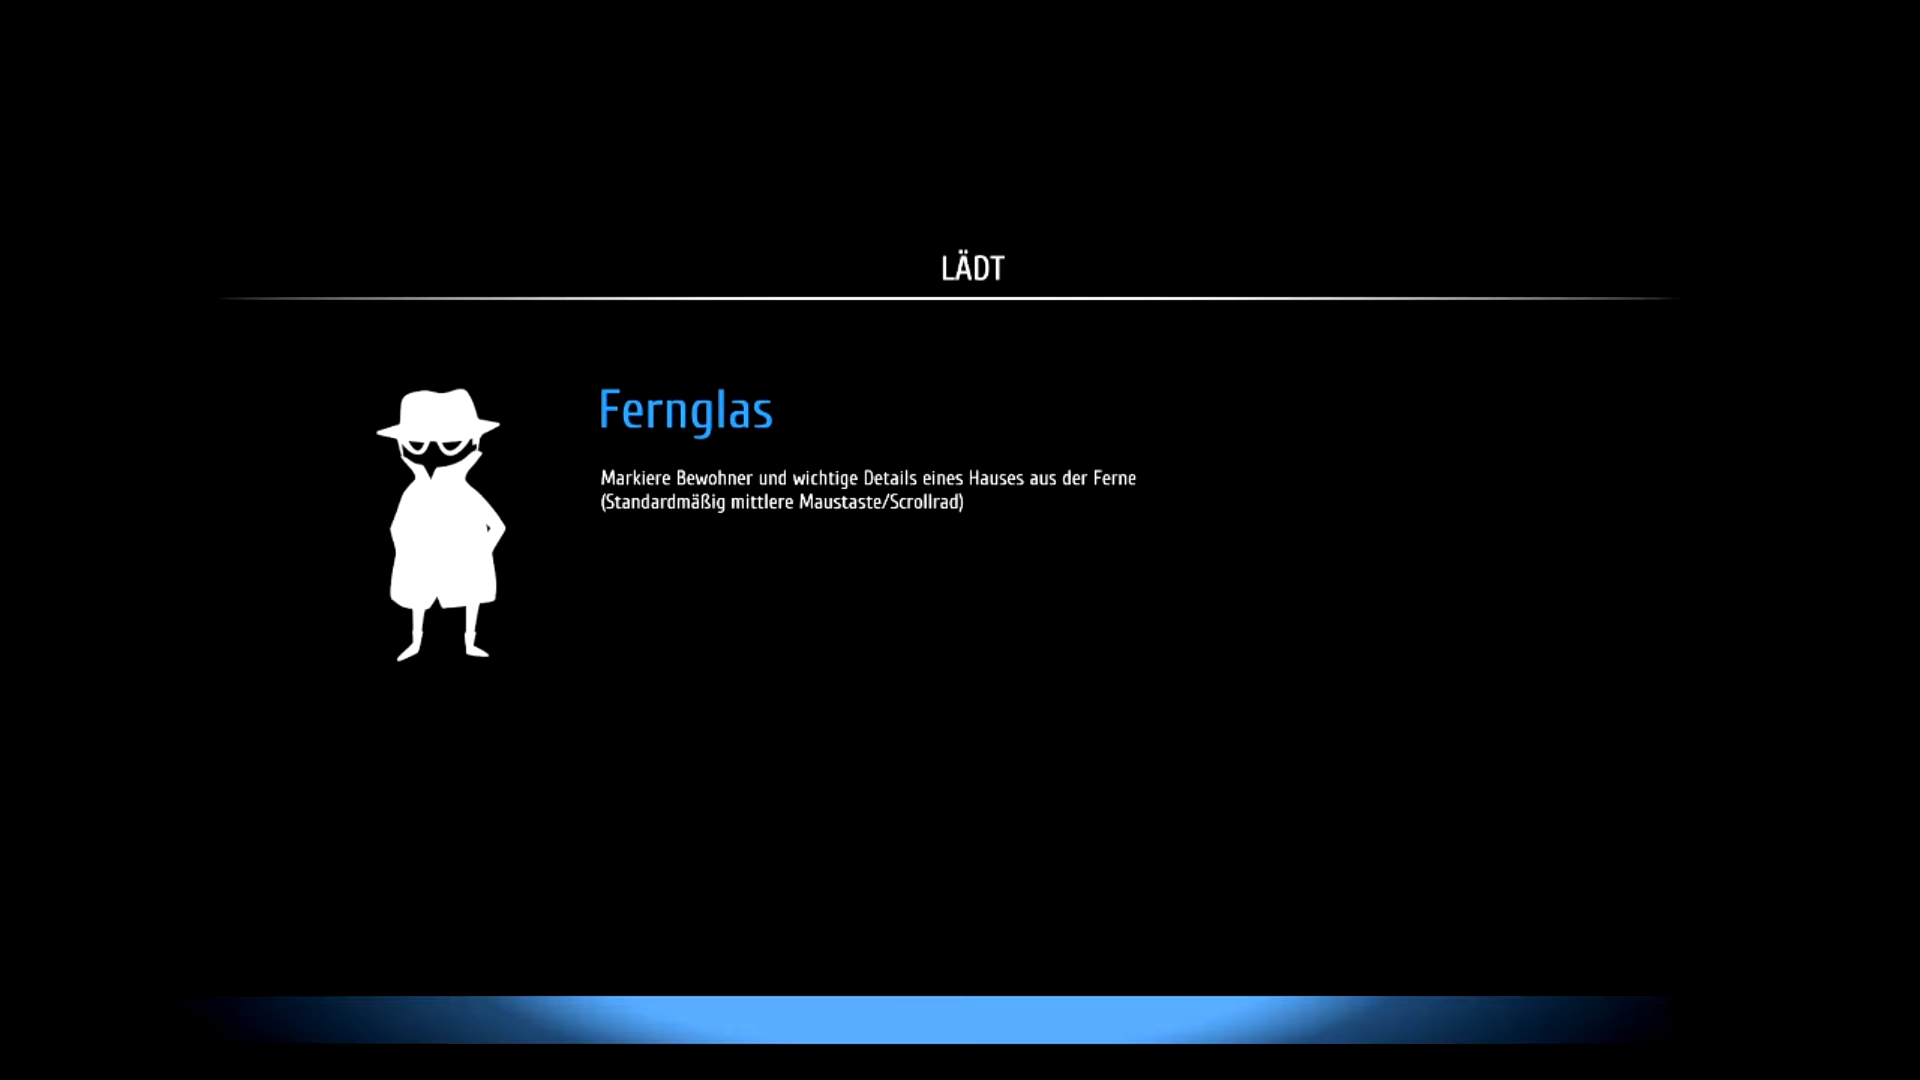 LÄDT
Fernglas
Markiere Bewohner und wichtige Details eines Hauses aus der Ferne
(Standardmäßig mittlere Maustaste/Scrollrad)